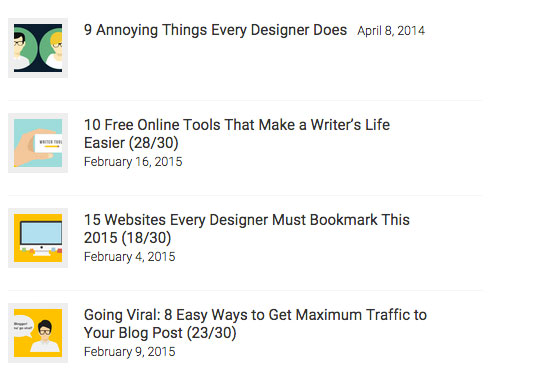 9 Annoying Things Every Designer Does April 8, 2014
10 Free Online Tools That Make a Writer's Life
Easier (28/30)
February 16, 2015
WRITER TOOL
15 Websites Every Designer Must Bookmark This
2015 (18/30)
February 4, 2015
Going Viral: 8 Easy Ways to Get Maximum Traffic to
Your Blog Post (23/30)
February 9, 2015